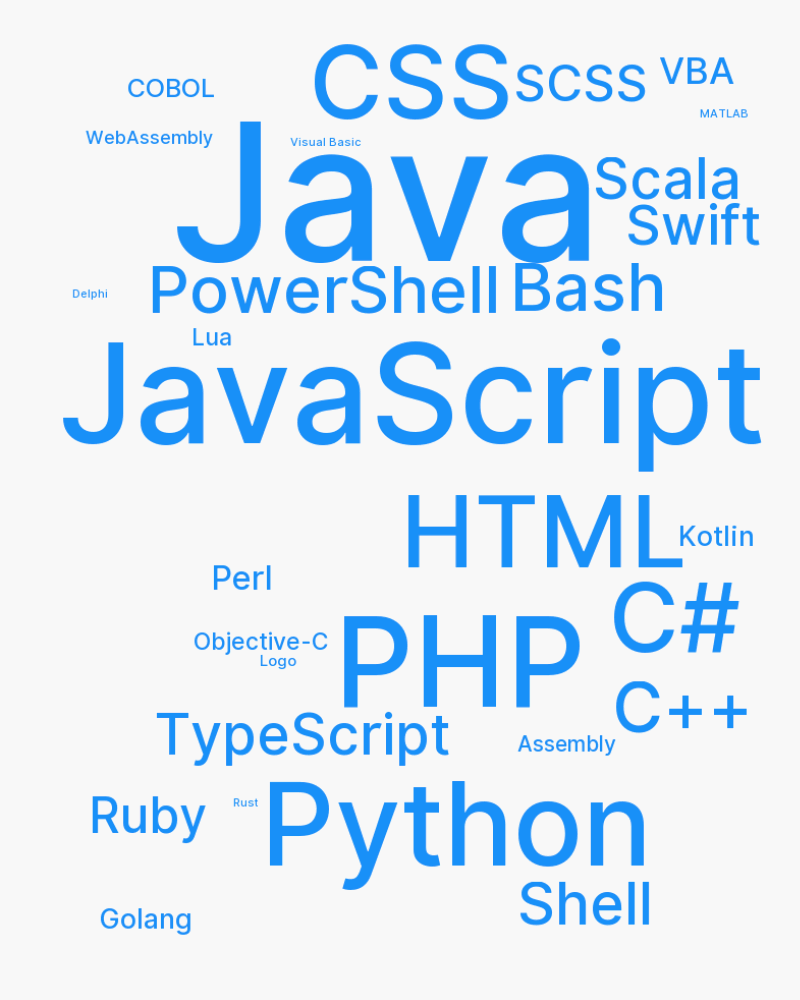 CSS
SCSS
VBA
COBOL
MATLAB
WebAssembly
Visual Basic
Java
Scala
Swift
PowerShell
Bash
Delphi
Lua
JavaScript
HTML
Kotlin
Perl
C#
Objective-C
Logo
PHP
C++
TypeScript
Assembly
Ruby
Rust
Python
Shell
Golang